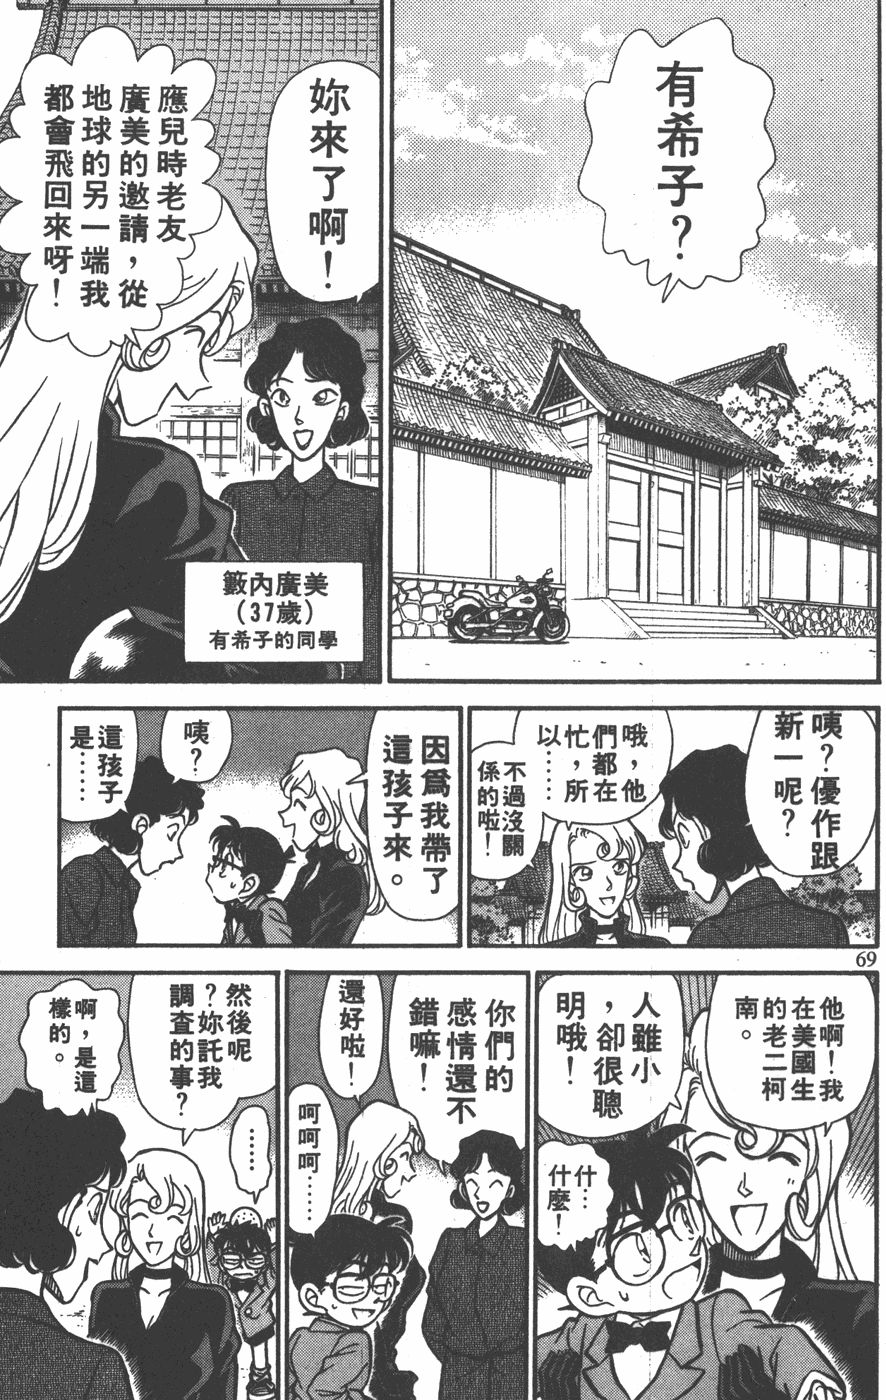 有希子?
妳來了啊!
應兒時老友
廣美的邀請,從
地球的另一端我
都會飛回來呀!
籔內廣美
(37歲)
有希子的同學
咦?優作跟
新一呢?
哦,他
們都在
忙,所
以……
不過沒關
係的啦!
因為我帶了
這孩子來。
咦?
這孩子
是……
69
他啊!我
在美國生
的老二柯
南。
人雖小
,卻很聰
明哦!
什…
什麼!
你們的
感情還不
錯嘛!
還好啦!
呵呵呵……
然後呢
?妳託我
調查的事?
……
啊,是這
樣的。